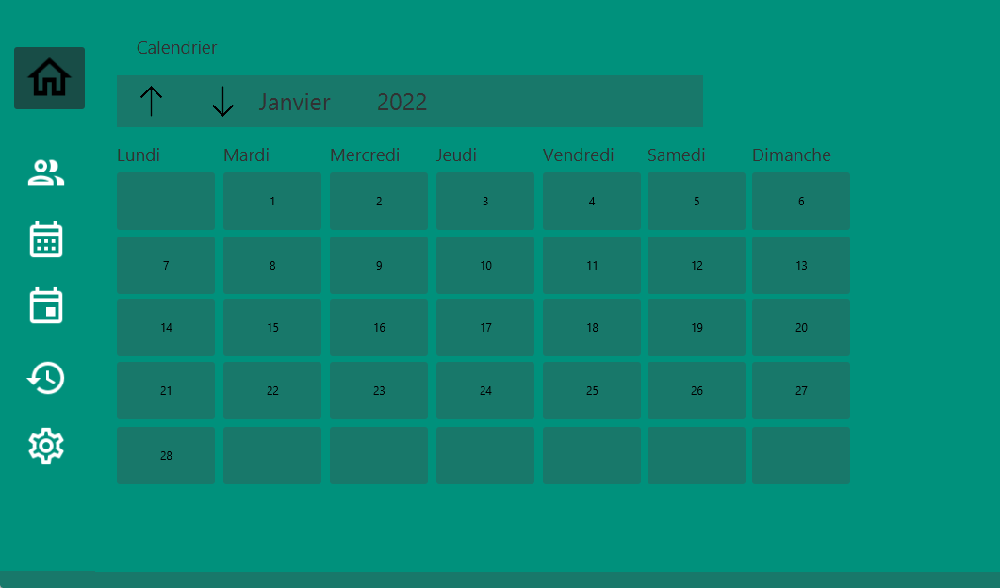 Calendrier
Janvier 2022
Lundi Mardi Mercredi Jeudi Vendredi Samedi Dimanche
1 2 3 4 5 6
7 8 9 10 11 12 13
14 15 16 17 18 19 20
21 22 23 24 25 26 27
28